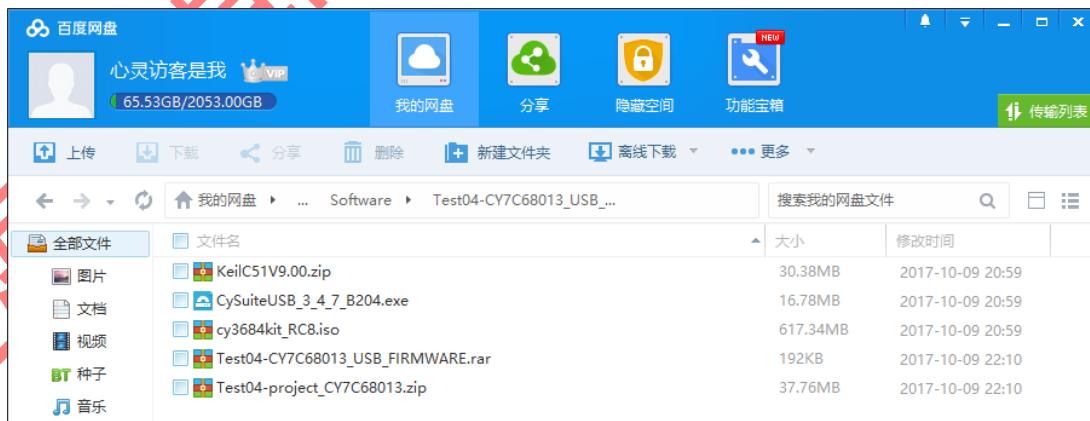 百度网盘
心灵访客是我 VIP
65.53GB/2053.00GB
我的网盘 分享 隐藏空间 NEW 功能宝箱
传输列表
上传 下载 分享 删除 新建文件夹 离线下载 更多
我的网盘 ... Software Test04-CY7C68013_USB_... 搜索我的网盘文件
全部文件 文件名 大小 修改时间
图片 KeilC51V9.00.zip 30.38MB 2017-10-09 20:59
文档 CySuiteUSB_3_4_7_B204.exe 16.78MB 2017-10-09 20:59
视频 cy3684kit_RC8.iso 617.34MB 2017-10-09 20:59
BT 种子 Test04-CY7C68013_USB_FIRMWARE.rar 192KB 2017-10-09 22:10
音乐 Test04-project_CY7C68013.zip 37.76MB 2017-10-09 22:10